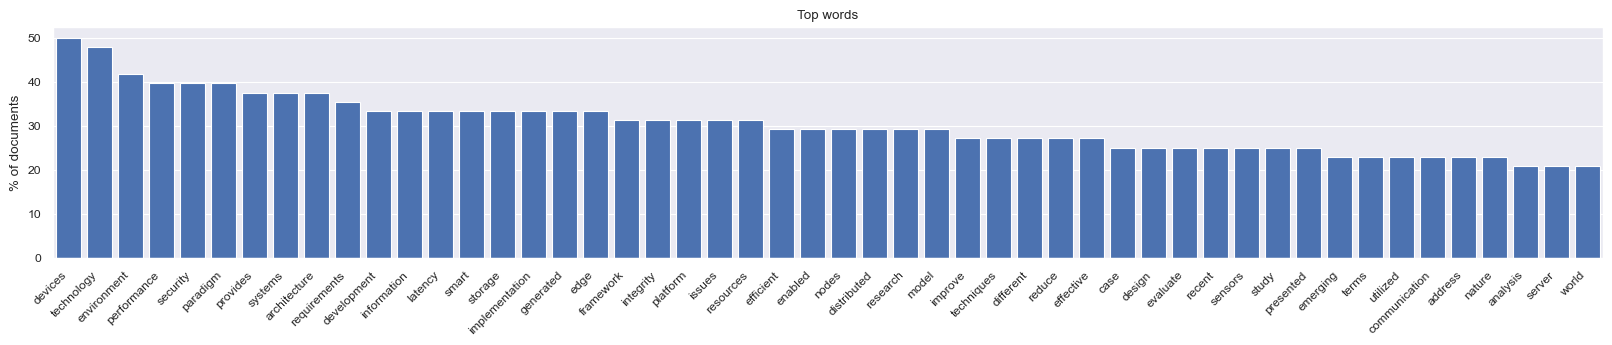 Top words
% of documents
50
40
30
20
10
0
devices
technology
environment
performance
security
paradigm
provides
systems
architecture
requirements
development
information
latency
smart
storage
implementation
generated
edge
framework
integrity
platform
issues
resources
efficient
enabled
nodes
distributed
research
model
improve
techniques
different
reduce
effective
case
design
evaluate
recent
sensors
study
presented
emerging
terms
utilized
communication
address
nature
analysis
server
world